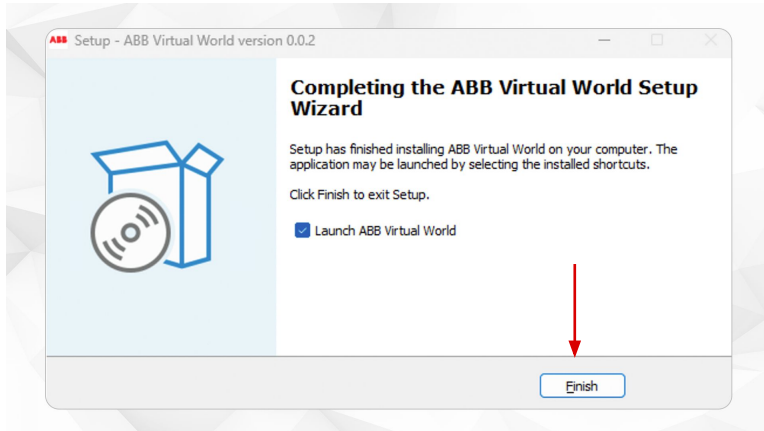 ABB Setup - ABB Virtual World version 0.0.2
Completing the ABB Virtual World Setup
Wizard
Setup has finished installing ABB Virtual World on your computer. The
application may be launched by selecting the installed shortcuts.
Click Finish to exit Setup.
Launch ABB Virtual World
Finish